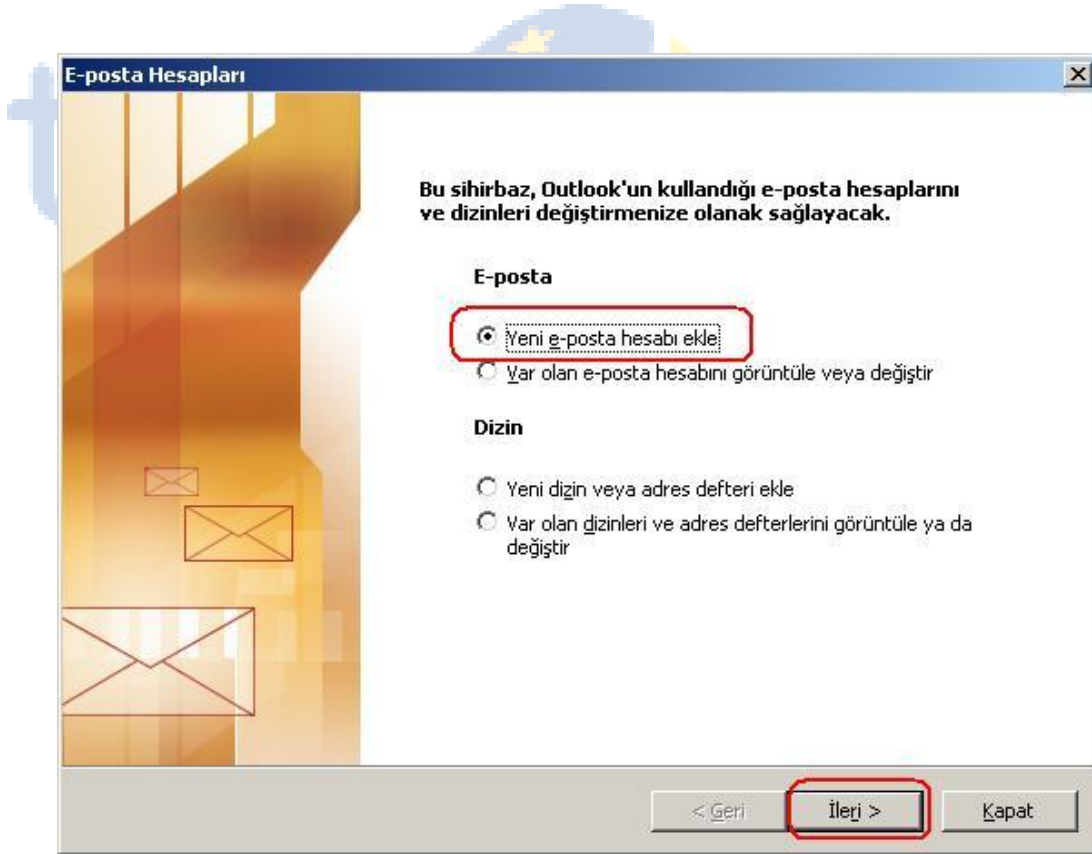 E-posta Hesapları
Bu sihirbaz, Outlook'un kullandığı e-posta hesaplarını
ve dizinleri değiştirmenize olanak sağlayacak.
E-posta
Yeni e-posta hesabı ekle
Var olan e-posta hesabını görüntüle veya değiştir
Dizin
Yeni dizin veya adres defteri ekle
Var olan dizinleri ve adres defterlerini görüntüle ya da
değiştir
< Geri İleri > Kapat